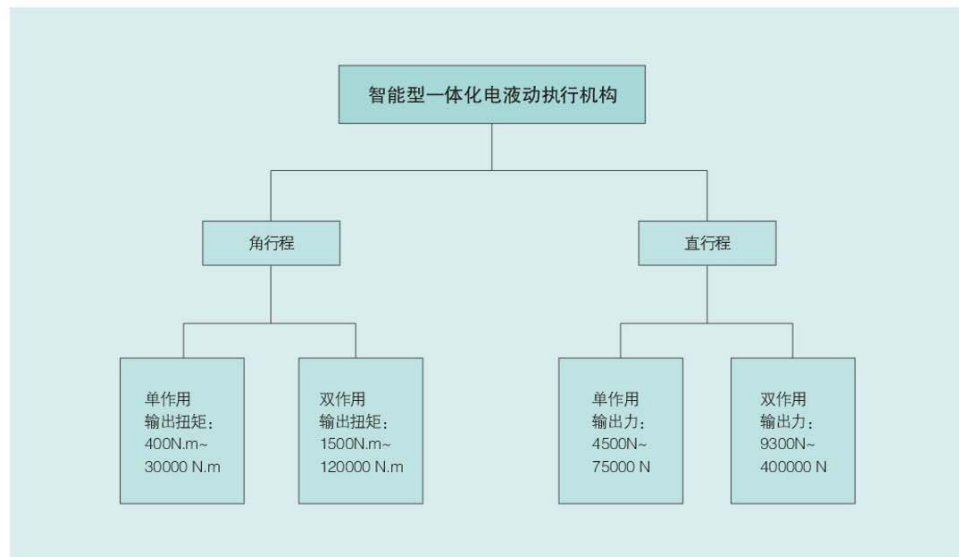 智能型一体化电液动执行机构
角行程
直行程
单作用
输出扭矩：
400N.m~
30000 N.m
双作用
输出扭矩：
1500N.m~
120000 N.m
单作用
输出力：
4500N~
75000 N
双作用
输出力：
9300N~
400000 N